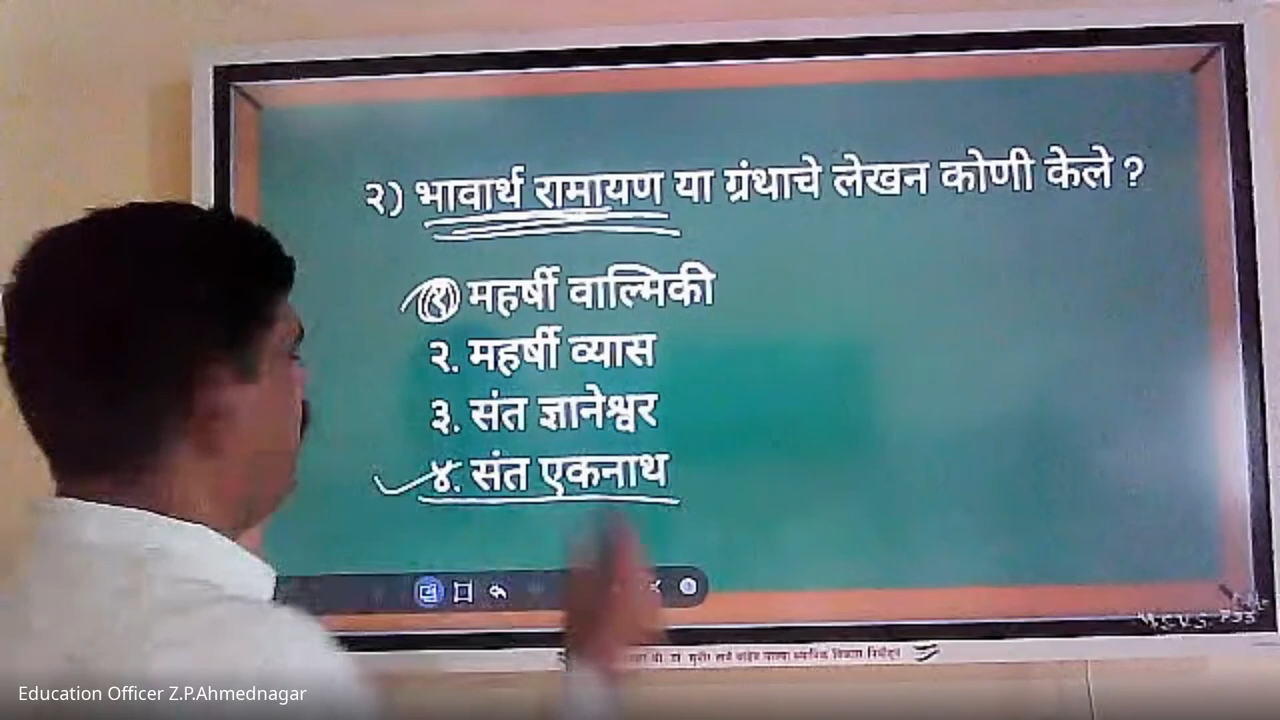 २) भावार्थ रामायण या ग्रंथाचे लेखन कोणी केले ?
१ महर्षी वाल्मिकी
२. महर्षी व्यास
३. संत ज्ञानेश्वर
४. संत एकनाथ
Education Officer Z.P.Ahmednagar